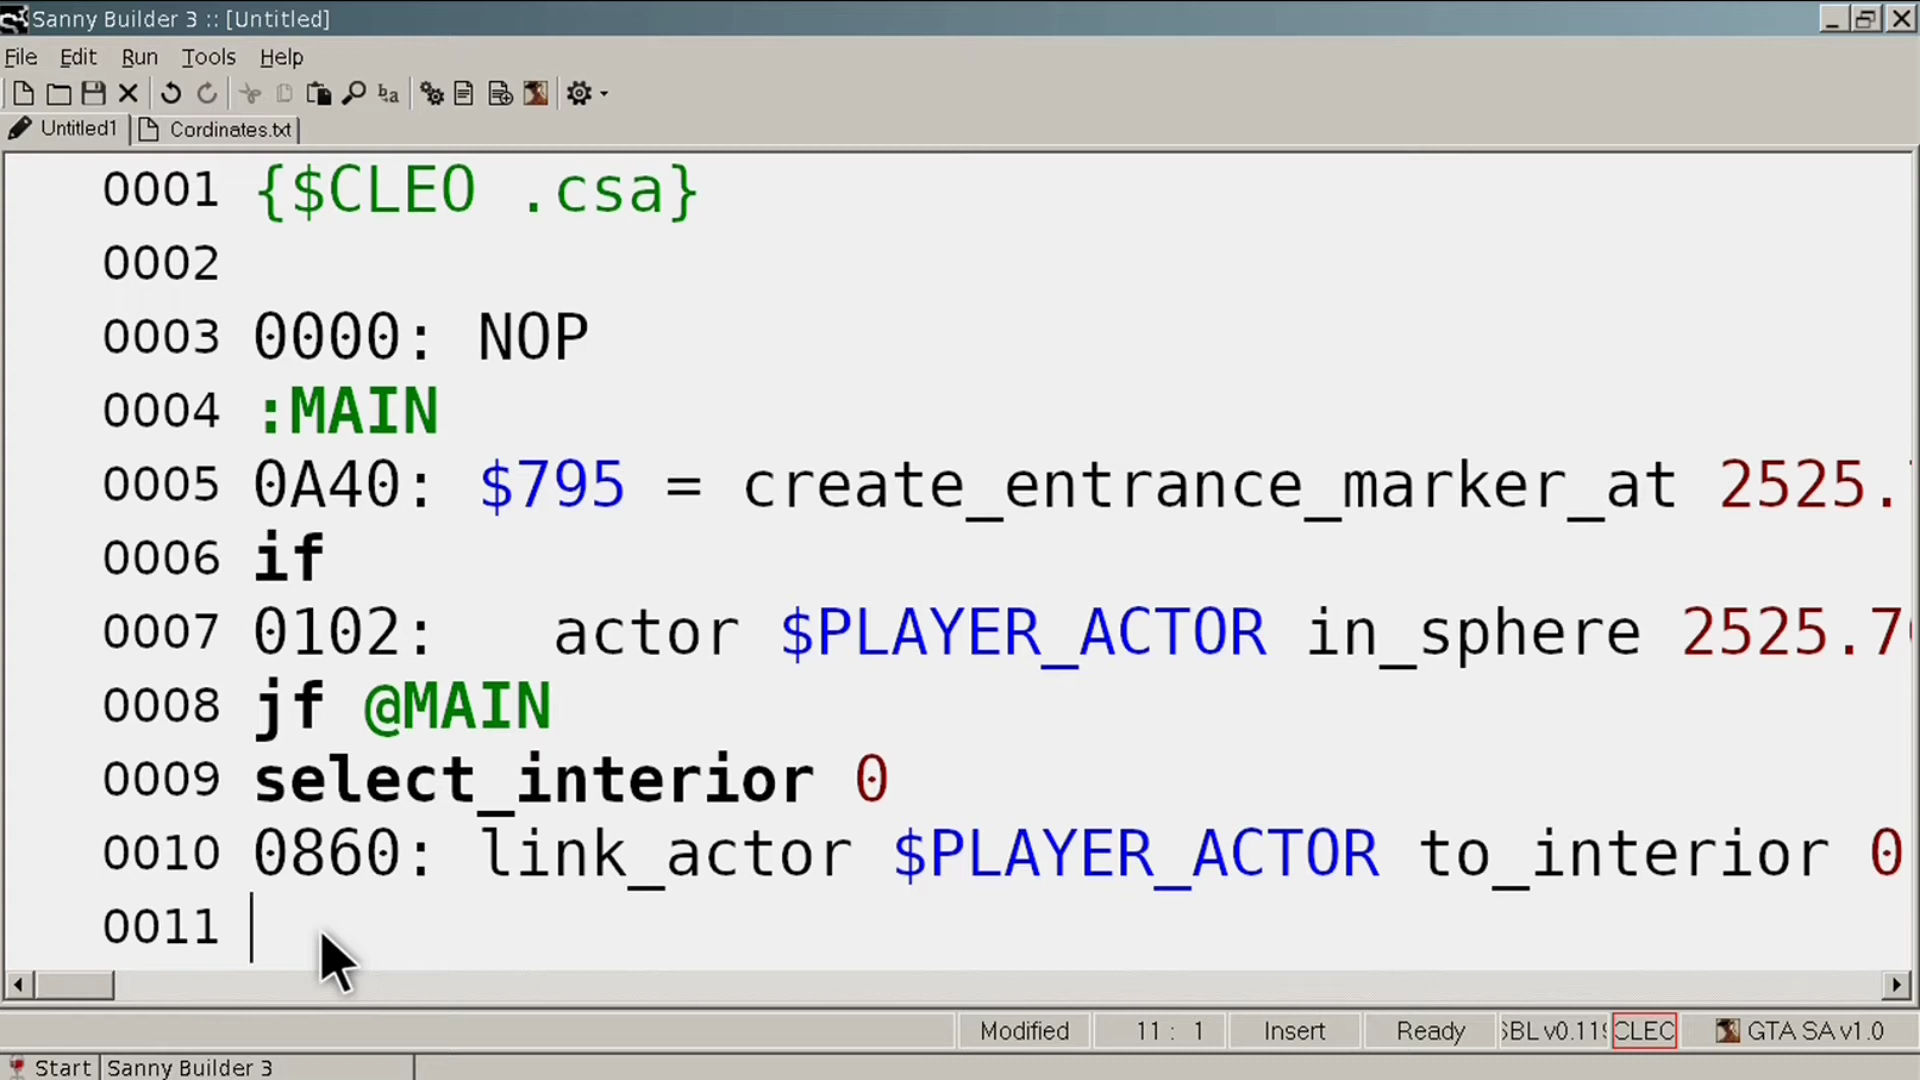 Sanny Builder 3 :: [Untitled]
File Edit Run Tools Help
Untitled1 Cordinates.txt
0001 {$CLEO .csa}
0002
0003 0000: NOP
0004 :MAIN
0005 0A40: $795 = create_entrance_marker_at 2525.
0006 if
0007 0102: actor $PLAYER_ACTOR in_sphere 2525.7
0008 jf @MAIN
0009 select_interior 0
0010 0860: link_actor $PLAYER_ACTOR to_interior 0
0011
Modified 11 : 1 Insert Ready SBL v0.119 CLEO GTA SA v1.0
Start Sanny Builder 3